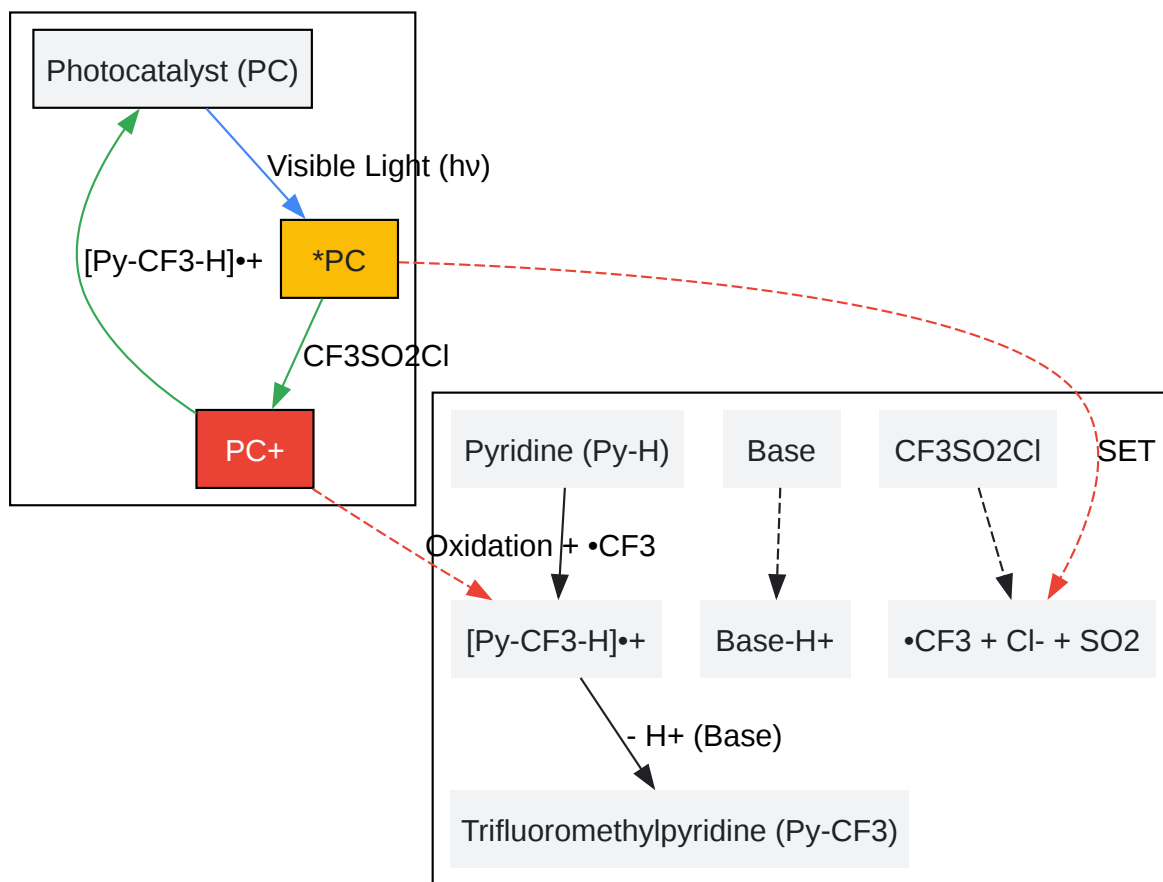 Photocatalyst (PC)
Visible Light (hν)
[Py-CF3-H]•+
*PC
CF3SO2Cl
PC+
Pyridine (Py-H)
Base
CF3SO2Cl
SET
Oxidation
+ •CF3
[Py-CF3-H]•+
Base-H+
•CF3 + Cl- + SO2
- H+ (Base)
Trifluoromethylpyridine (Py-CF3)